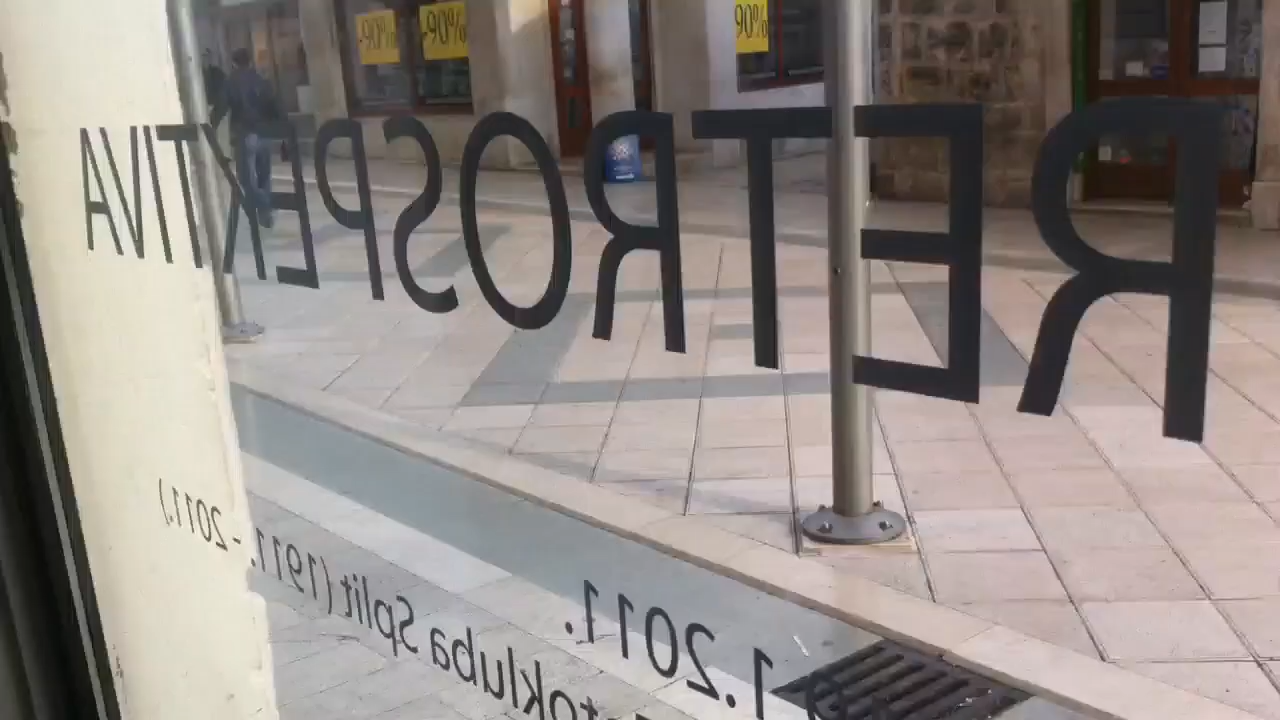 -90% -90% 90%
RETROSPEKTIVA
1.2011.
Split (1911. - 2011.)